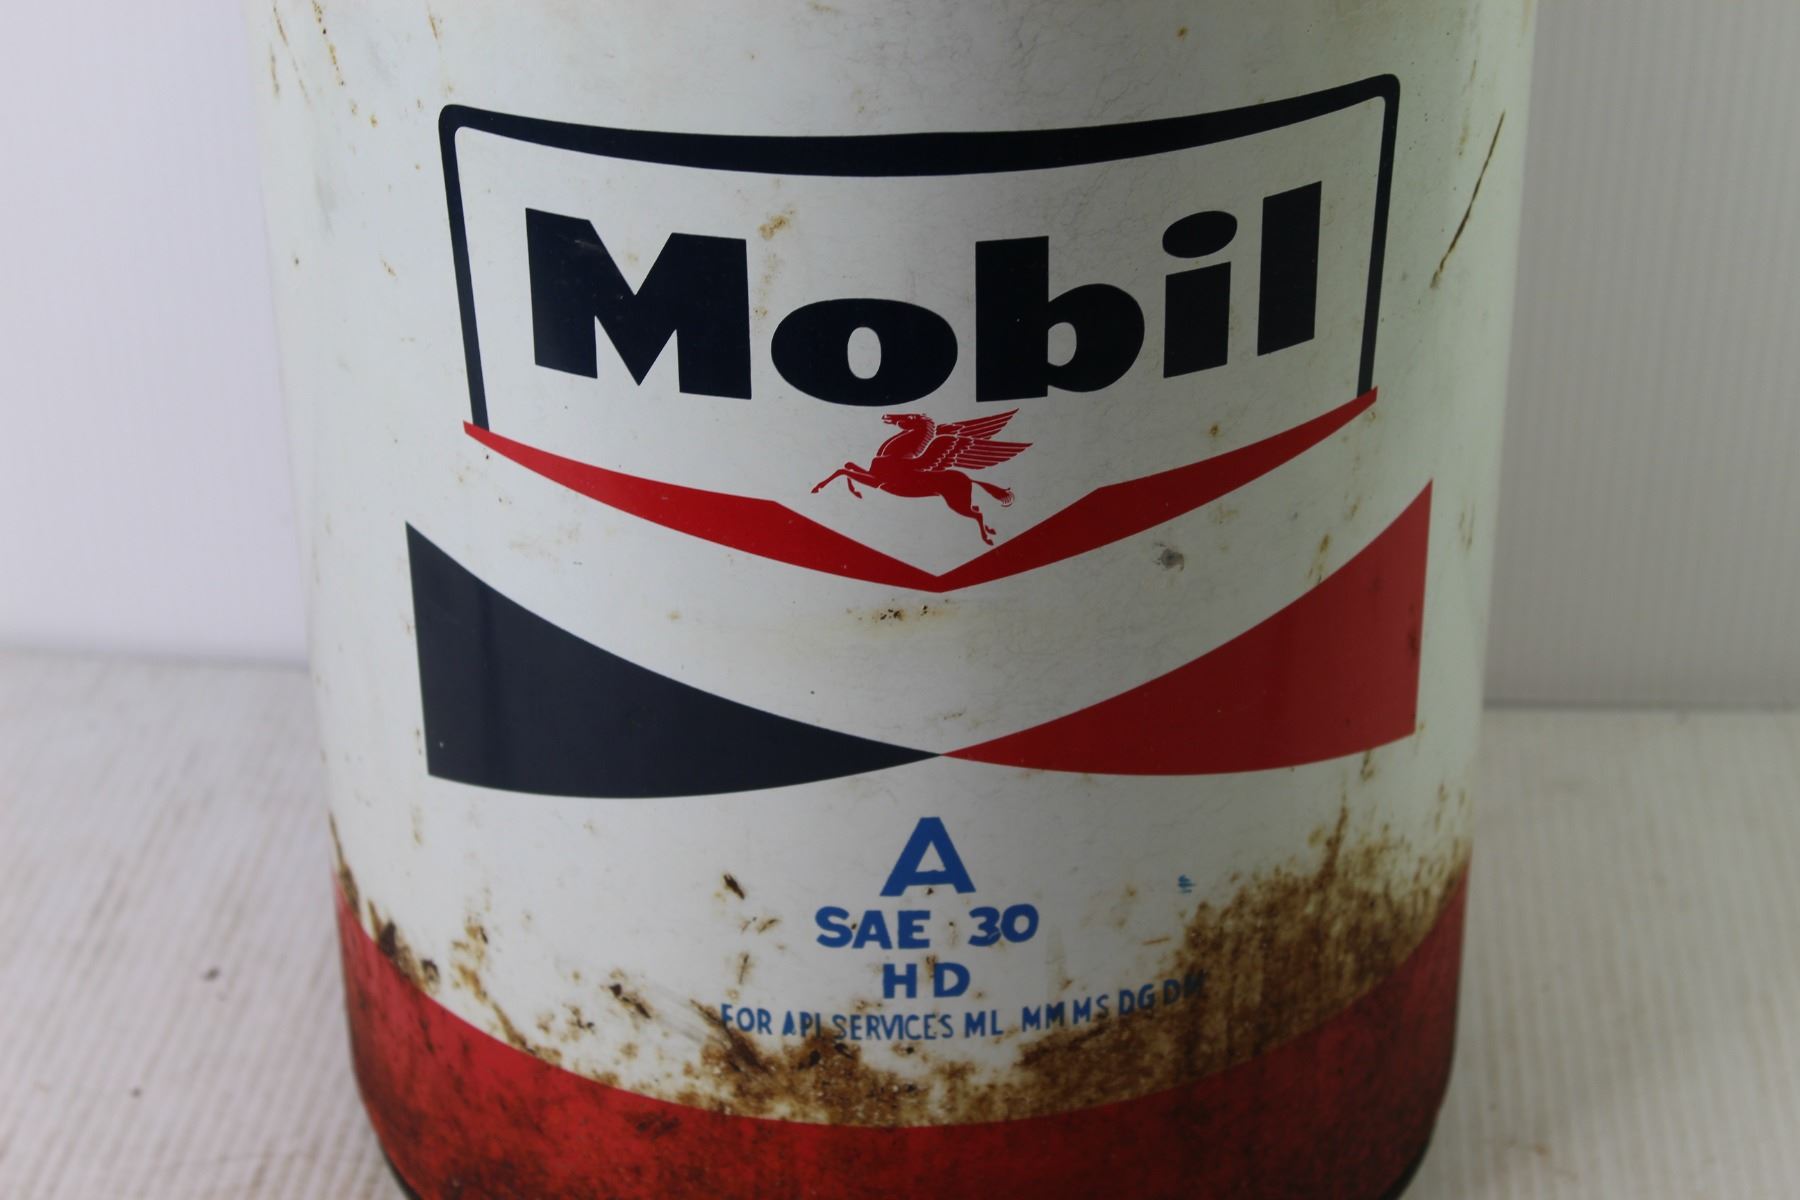 Mobil
A
SAE 30
HD
FOR API SERVICES ML MM MS DG DM